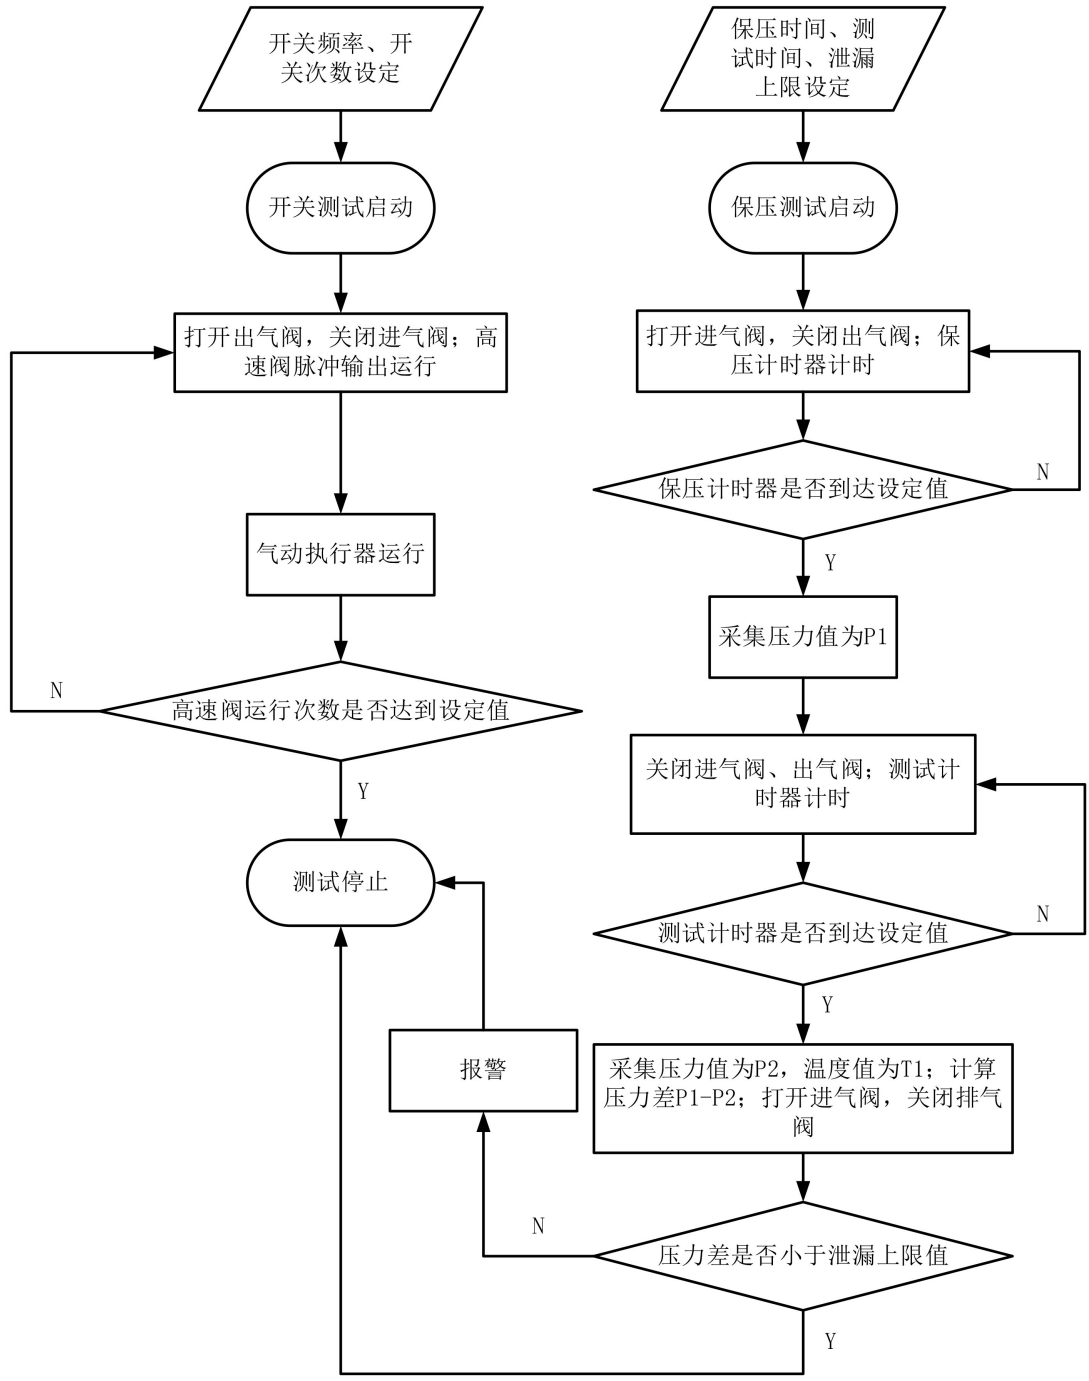 开关频率、开
关次数设定
开关测试启动
打开出气阀，关闭进气阀；高
速阀脉冲输出运行
气动执行器运行
高速阀运行次数是否达到设定值
N
Y
测试停止
报警
保压时间、测
试时间、泄漏
上限设定
保压测试启动
打开进气阀，关闭出气阀；保
压计时器计时
保压计时器是否到达设定值
N
Y
采集压力值为P1
关闭进气阀、出气阀；测试计
时器计时
测试计时器是否到达设定值
N
Y
采集压力值为P2，温度值为T1；计算
压力差P1-P2；打开进气阀，关闭排气
阀
压力差是否小于泄漏上限值
N
Y